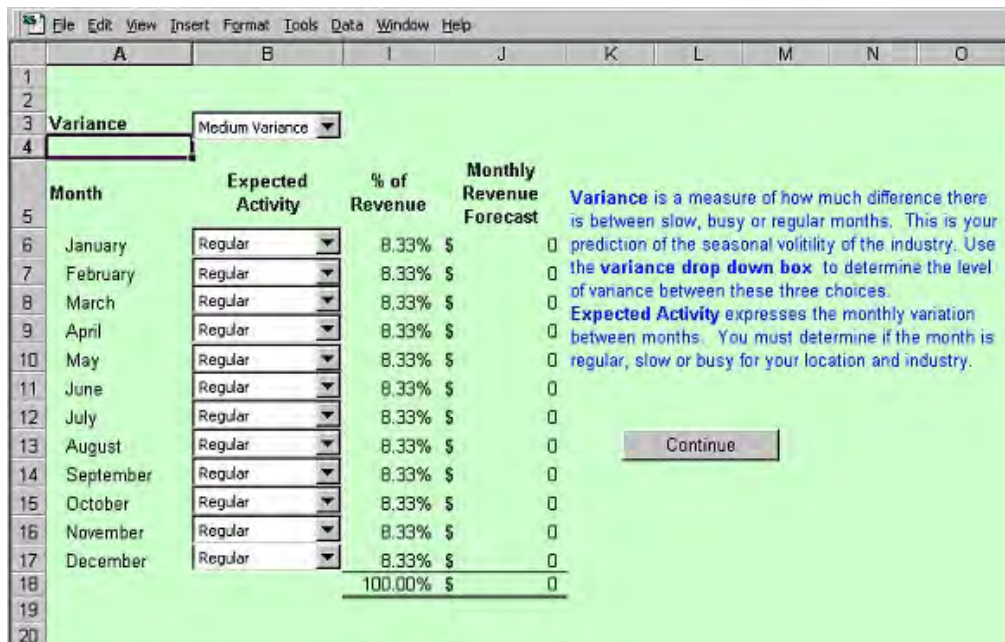 File Edit View Insert Format Tools Data Window Help
A B I J K L M N O
1
2
3 Variance Medium Variance
4
5 Month Expected Activity % of Revenue Monthly Revenue Forecast
6 January Regular 8.33% $ 0
7 February Regular 8.33% $ 0
8 March Regular 8.33% $ 0
9 April Regular 8.33% $ 0
10 May Regular 8.33% $ 0
11 June Regular 8.33% $ 0
12 July Regular 8.33% $ 0
13 August Regular 8.33% $ 0
14 September Regular 8.33% $ 0
15 October Regular 8.33% $ 0
16 November Regular 8.33% $ 0
17 December Regular 8.33% $ 0
18 100.00% $ 0
19
20
Variance is a measure of how much difference there
is between slow, busy or regular months. This is your
prediction of the seasonal volitility of the industry. Use
the variance drop down box to determine the level
of variance between these three choices.
Expected Activity expresses the monthly variation
between months. You must determine if the month is
regular, slow or busy for your location and industry.
Continue